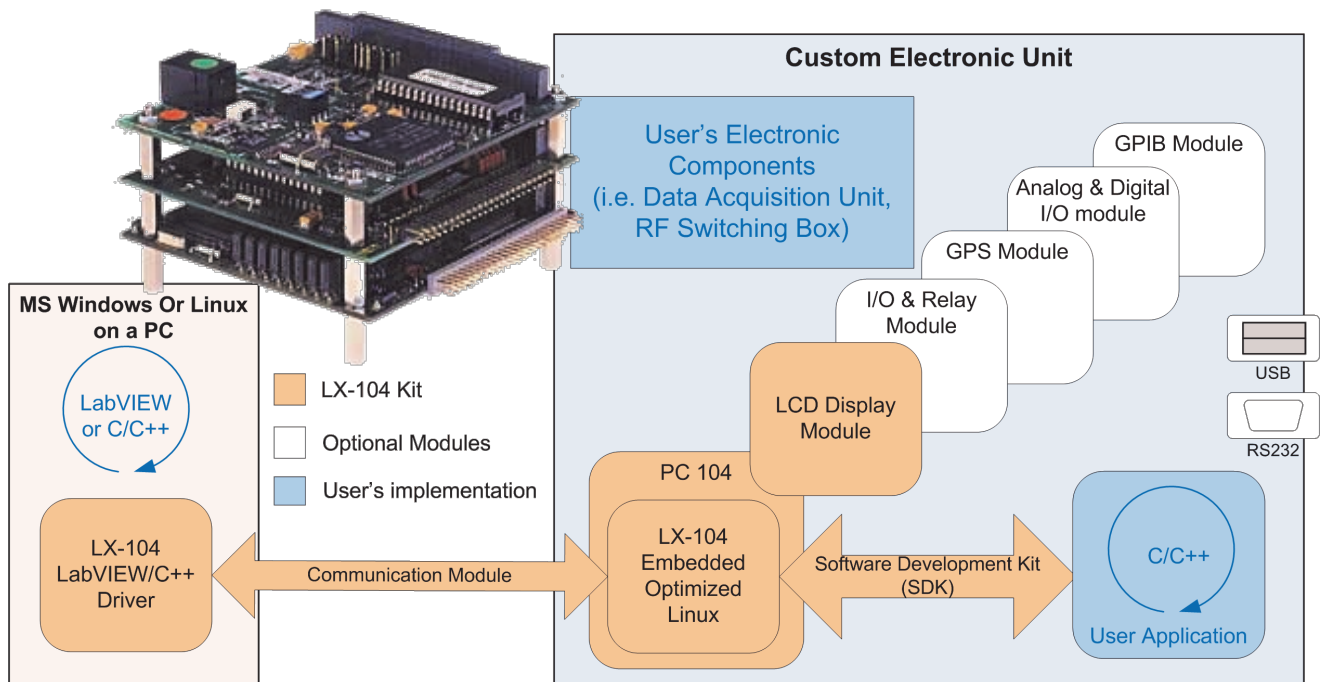 Custom Electronic Unit
User's Electronic
Components
(i.e. Data Acquisition Unit,
RF Switching Box)
GPIB Module
Analog & Digital
I/O module
GPS Module
I/O & Relay
Module
LCD Display
Module
USB
RS232
MS Windows Or Linux
on a PC
LabVIEW
or C/C++
LX-104 Kit
Optional Modules
User's implementation
LX-104
LabVIEW/C++
Driver
Communication Module
PC 104
LX-104
Embedded
Optimized
Linux
Software Development Kit
(SDK)
C/C++
User Application